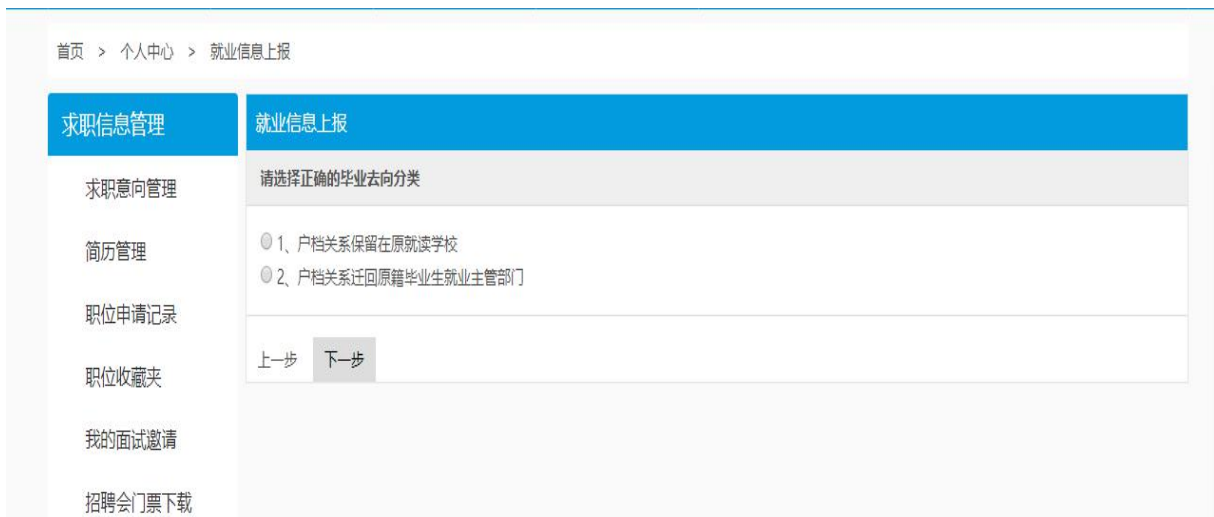 首页 > 个人中心 > 就业信息上报
求职信息管理
求职意向管理
简历管理
职位申请记录
职位收藏夹
我的面试邀请
招聘会门票下载
就业信息上报
请选择正确的毕业去向分类
1、户档关系保留在原就读学校
2、户档关系迁回原籍毕业生就业主管部门
上一步 下一步